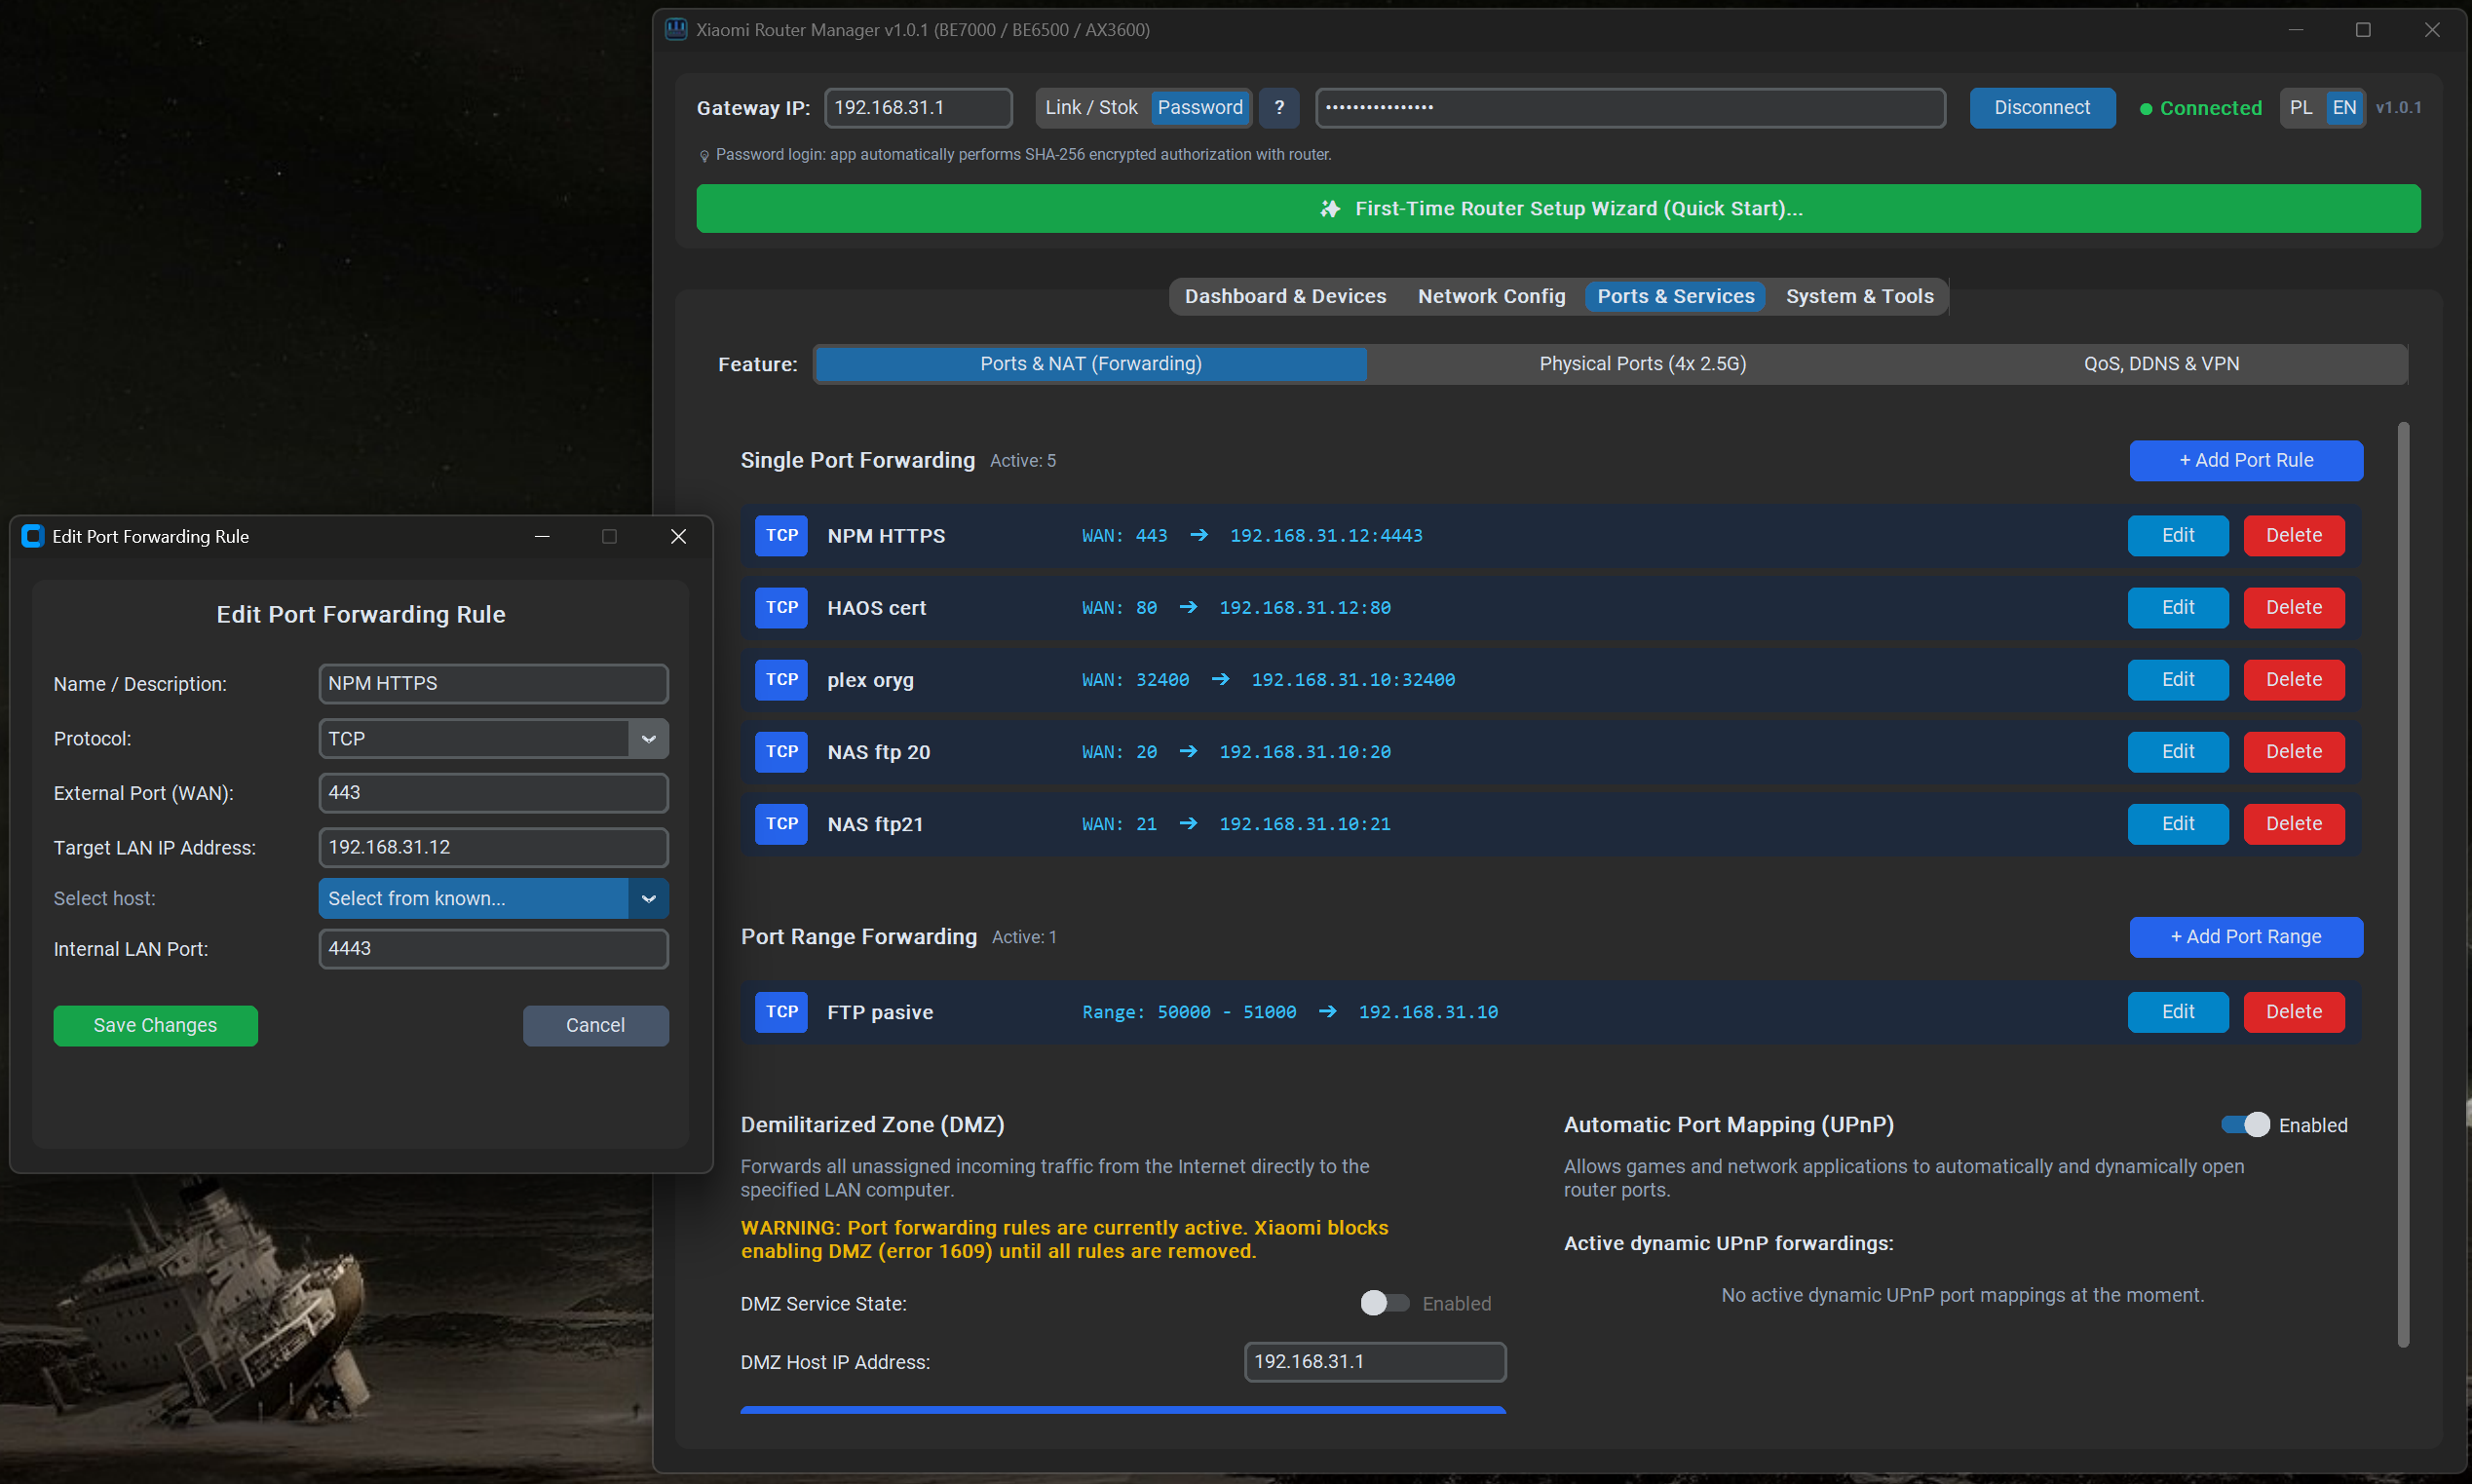 Xiaomi Router Manager v1.0.1 (BE7000 / BE6500 / AX3600)
Gateway IP: 192.168.31.1 Link / Stok Password ? •••••••••••••••• Disconnect ● Connected PL EN v1.0.1
Password login: app automatically performs SHA-256 encrypted authorization with router.
First-Time Router Setup Wizard (Quick Start)...
Dashboard & Devices Network Config Ports & Services System & Tools
Feature: Ports & NAT (Forwarding) Physical Ports (4x 2.5G) QoS, DDNS & VPN
Single Port Forwarding Active: 5 + Add Port Rule
TCP NPM HTTPS WAN: 443 → 192.168.31.12:4443 Edit Delete
TCP HAOS cert WAN: 80 → 192.168.31.12:80 Edit Delete
TCP plex oryg WAN: 32400 → 192.168.31.10:32400 Edit Delete
TCP NAS ftp 20 WAN: 20 → 192.168.31.10:20 Edit Delete
TCP NAS ftp21 WAN: 21 → 192.168.31.10:21 Edit Delete
Port Range Forwarding Active: 1 + Add Port Range
TCP FTP pasive Range: 50000 - 51000 → 192.168.31.10 Edit Delete
Demilitarized Zone (DMZ)
Forwards all unassigned incoming traffic from the Internet directly to the
specified LAN computer.
WARNING: Port forwarding rules are currently active. Xiaomi blocks
enabling DMZ (error 1609) until all rules are removed.
DMZ Service State: Enabled
DMZ Host IP Address: 192.168.31.1
Automatic Port Mapping (UPnP) Enabled
Allows games and network applications to automatically and dynamically open
router ports.
Active dynamic UPnP forwardings:
No active dynamic UPnP port mappings at the moment.
Edit Port Forwarding Rule
Edit Port Forwarding Rule
Name / Description: NPM HTTPS
Protocol: TCP
External Port (WAN): 443
Target LAN IP Address: 192.168.31.12
Select host: Select from known...
Internal LAN Port: 4443
Save Changes Cancel